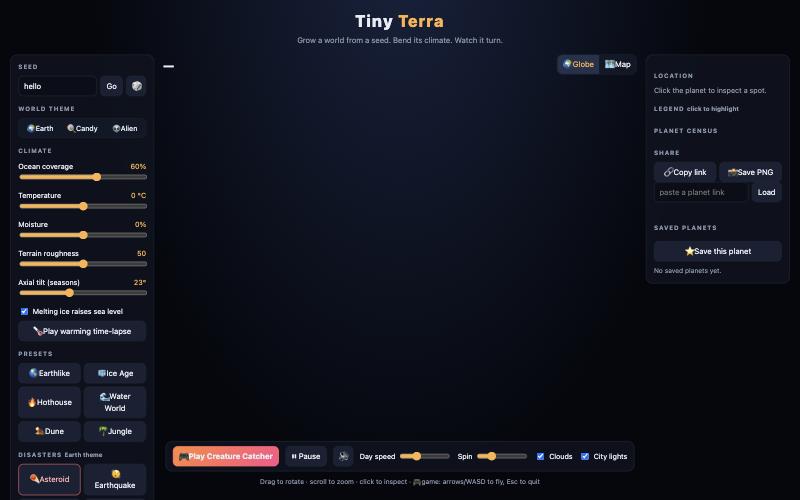 Tiny Terra
Grow a world from a seed. Bend its climate. Watch it turn.
SEED
hello
Go
WORLD THEME
Earth
Candy
Alien
CLIMATE
Ocean coverage 60%
Temperature 0 °C
Moisture 0%
Terrain roughness 50
Axial tilt (seasons) 23°
Melting ice raises sea level
Play warming time-lapse
PRESETS
Earthlike
Ice Age
Hothouse
Water World
Dune
Jungle
DISASTERS Earth theme
Asteroid
Earthquake
—
Globe
Map
Play Creature Catcher
Pause
Day speed
Spin
Clouds
City lights
Drag to rotate · scroll to zoom · click to inspect · 🎮game: arrows/WASD to fly, Esc to quit
LOCATION
Click the planet to inspect a spot.
LEGEND click to highlight
PLANET CENSUS
SHARE
Copy link
Save PNG
paste a planet link
Load
SAVED PLANETS
Save this planet
No saved planets yet.